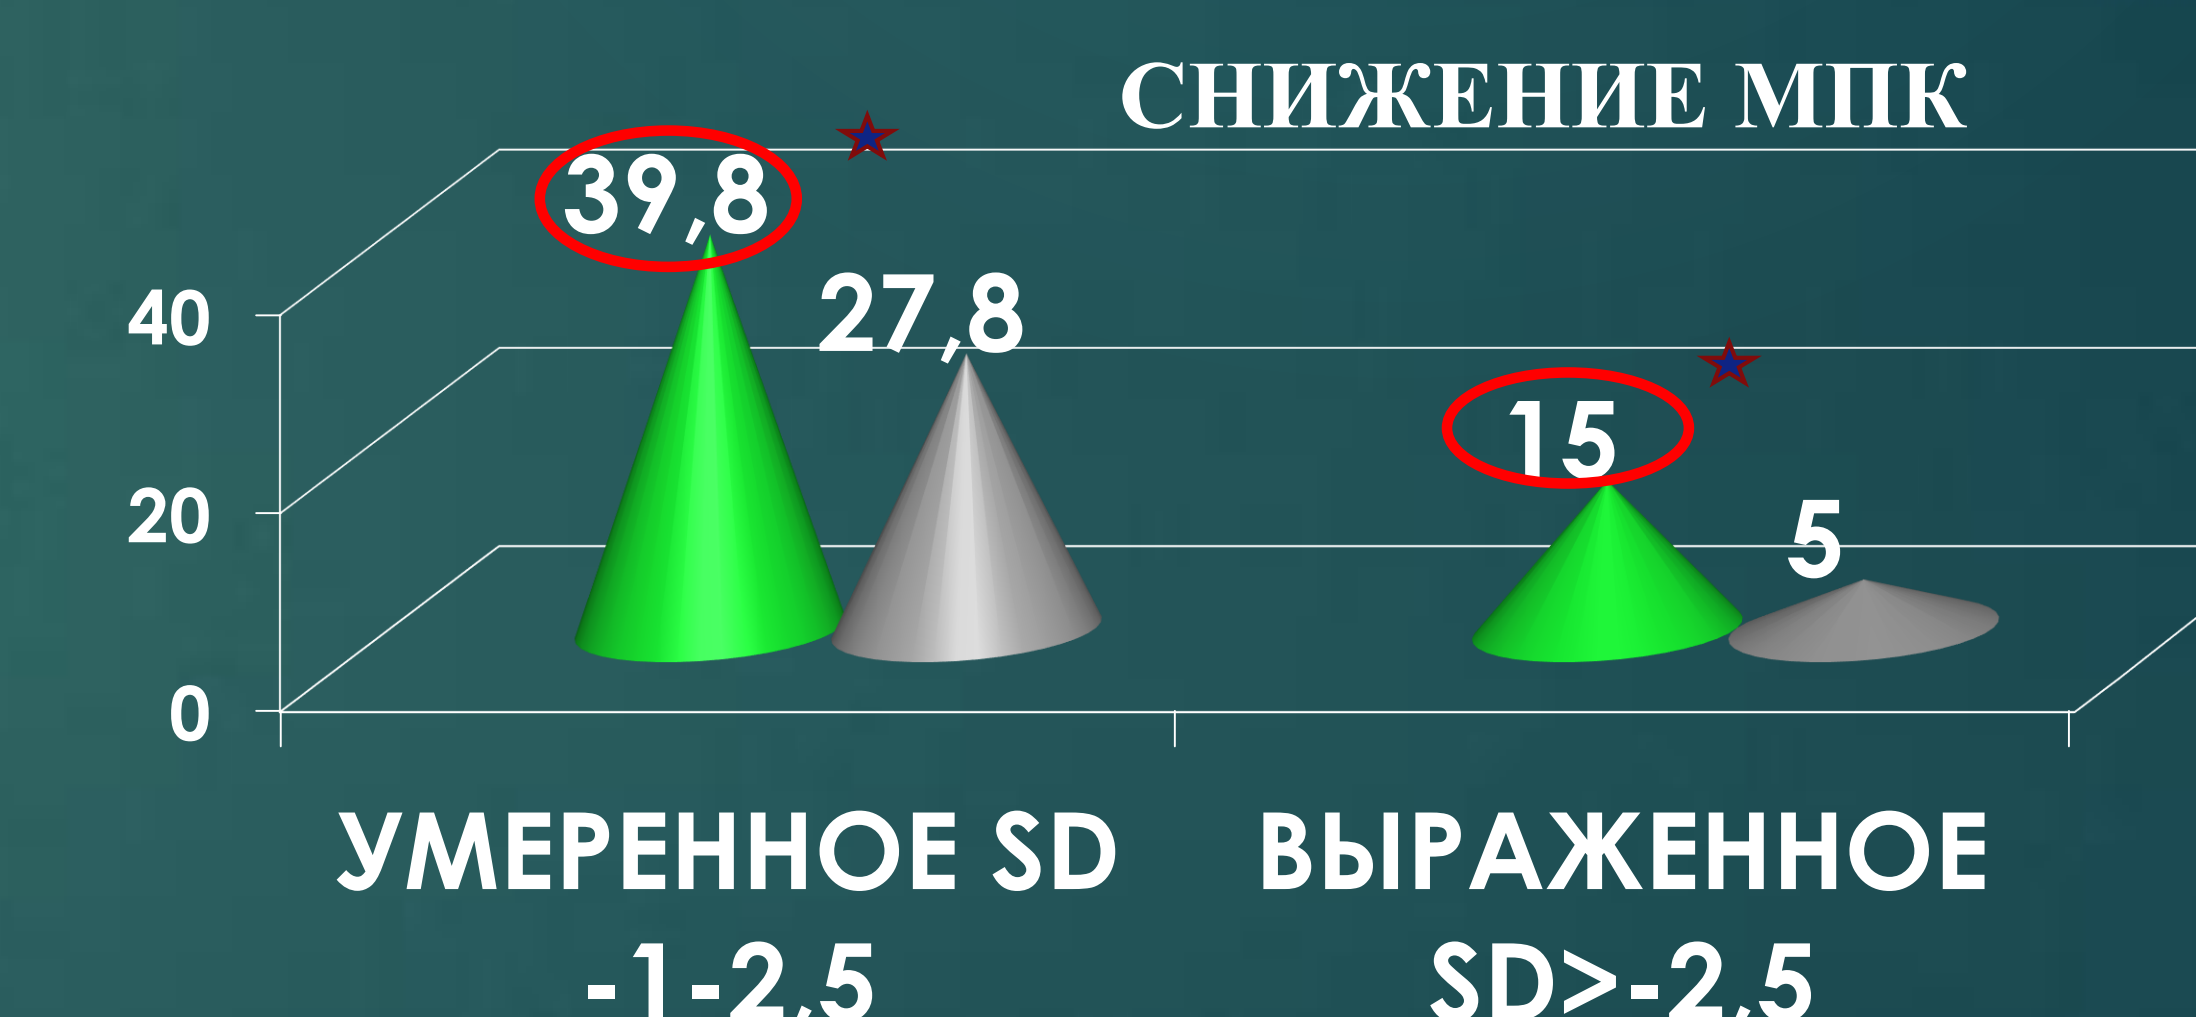 СНИЖЕНИЕ МПК
39,8
27,8
15
5
40
20
0
УМЕРЕННОЕ SD
-1-2,5
ВЫРАЖЕННОЕ
SD>-2,5